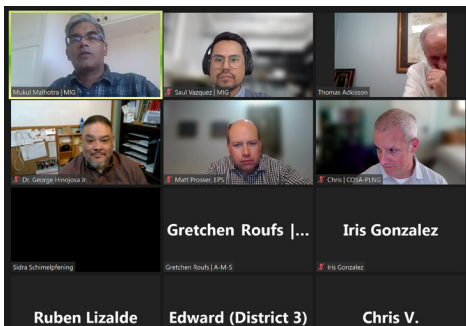 Mukul Malhotra | MIG
Saul Vazquez | MIG
Thomas Adkisson
Dr. George Hinojosa Jr.
Matt Prosser, EPS
Chris | COSA-PLNG
Gretchen Roufs |...
Iris Gonzalez
Sidra Schimelpfening
Gretchen Roufs | A-M-S
Iris Gonzalez
Ruben Lizalde
Edward (District 3)
Chris V.